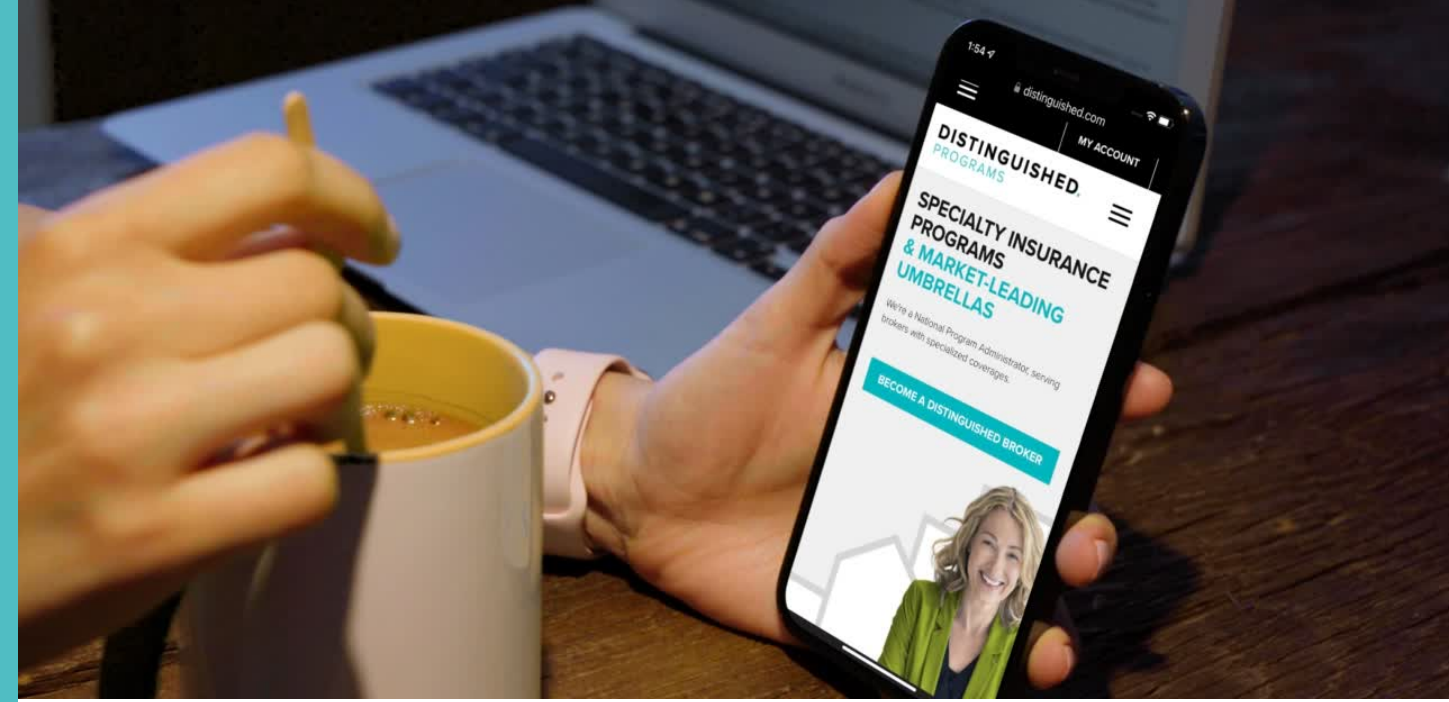 1:54
distinguished.com
MY ACCOUNT
DISTINGUISHED.
PROGRAMS
SPECIALTY INSURANCE
PROGRAMS
& MARKET-LEADING
UMBRELLAS
We're a National Program Administrator, serving
brokers with specialized coverages.
BECOME A DISTINGUISHED BROKER